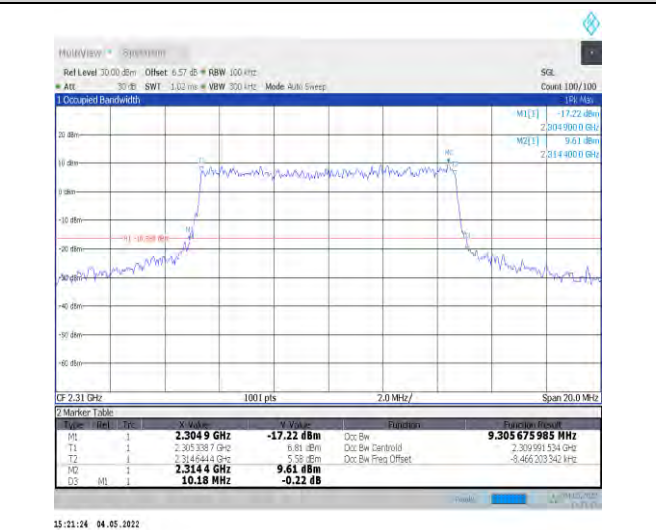 MultiView Spectrum
Ref Level 30.00 dBm Offset 6.57 dB RBW 100 kHz SGL
Att 30 dB SWT 1.02 ms VBW 300 kHz Mode Auto Sweep Count 100/100
1 Occupied Bandwidth 1Pk Max
M1[1] -17.22 dBm
2.304 900 0 GHz
M2[1] 9.61 dBm
2.314 400 0 GHz
20 dBm
M2
10 dBm
T1
0 dBm
-10 dBm
M1
-20 dBm
-30 dBm
-40 dBm
-50 dBm
-60 dBm
CF 2.31 GHz 1001 pts 2.0 MHz/ Span 20.0 MHz
2 Marker Table
Type Ref Trc X-Value Y-Value Function Function Result
M1 1 2.304 9 GHz -17.22 dBm Occ Bw 9.305 675 985 MHz
T1 1 2.305 338 7 GHz 6.81 dBm Occ Bw Centroid 2.309 991 534 GHz
T2 1 2.314 644 4 GHz 5.58 dBm Occ Bw Freq Offset -8.466 203 342 kHz
M2 1 2.314 4 GHz 9.61 dBm
D3 M1 1 10.18 MHz -0.22 dB
15:21:24 04.05.2022